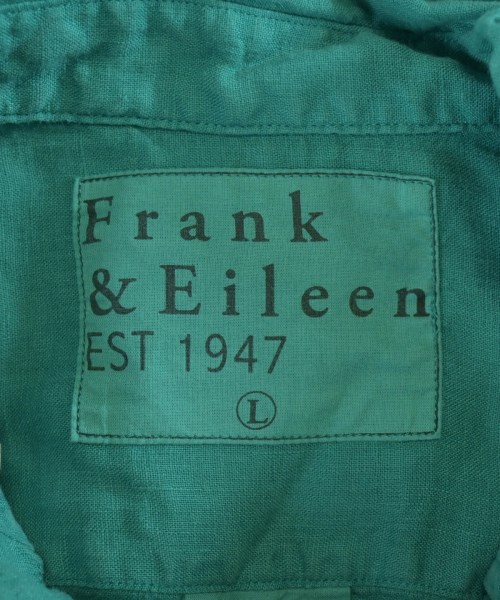 Frank
& Eileen
EST 1947
L